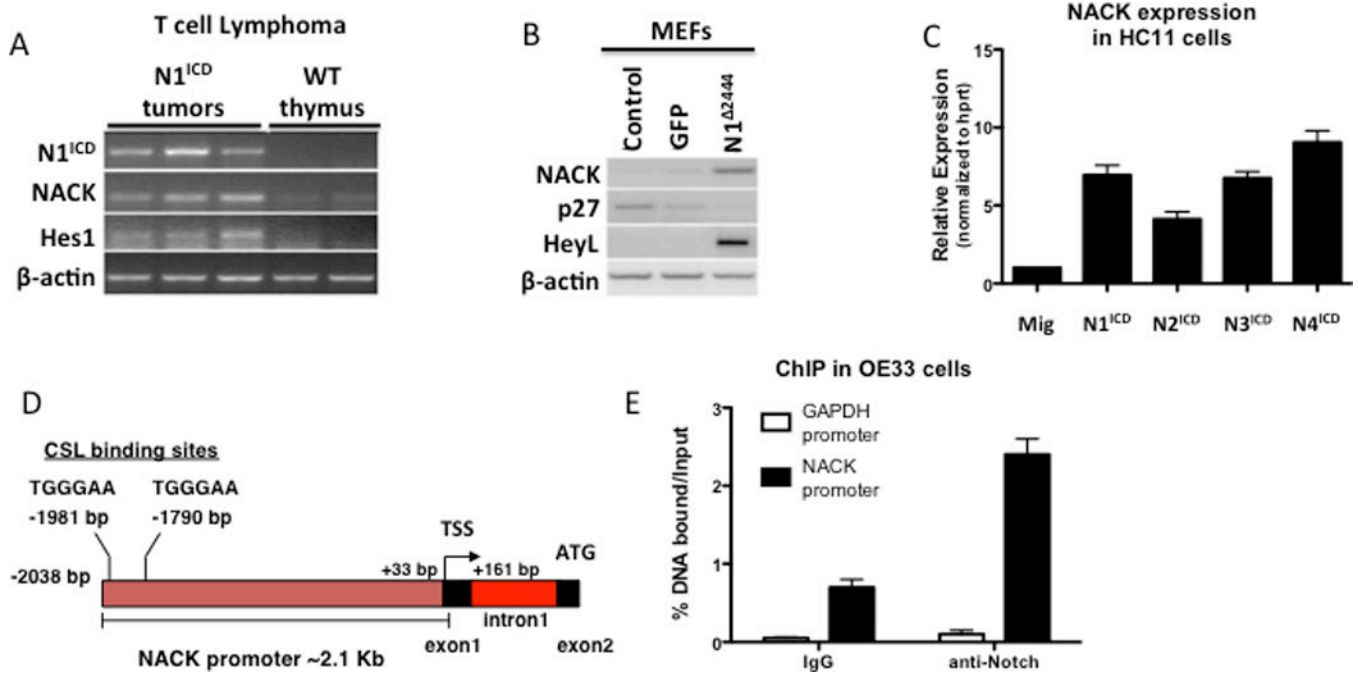 A
T cell Lymphoma
N1ICD
tumors
WT
thymus
N1ICD
NACK
Hes1
β-actin
B
MEFs
Control
GFP
N1Δ2444
NACK
p27
HeyL
β-actin
C
NACK expression
in HC11 cells
Relative Expression
(normalized to hprt)
15
10
5
0
Mig
N1ICD
N2ICD
N3ICD
N4ICD
D
CSL binding sites
TGGGAA
TGGGAA
-1981 bp
-1790 bp
TSS
ATG
-2038 bp
+33 bp
+161 bp
intron1
exon1
exon2
NACK promoter ~2.1 Kb
E
ChIP in OE33 cells
% DNA bound/Input
3
2
1
0
GAPDH
promoter
NACK
promoter
IgG
anti-Notch